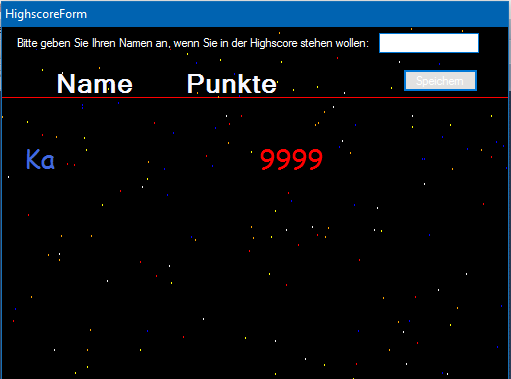 HighscoreForm
Bitte geben Sie Ihren Namen an, wenn Sie in der Highscore stehen wollen:
Name Punkte
Speichern
Ka 9999